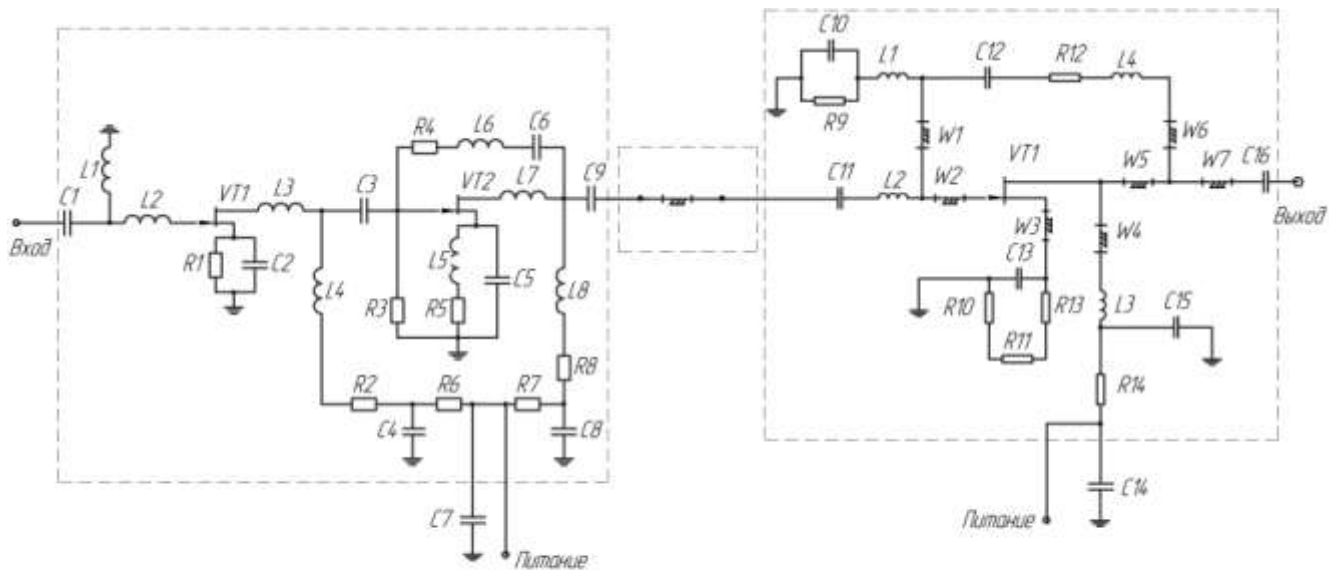 C10
L1
C12
R12
L4
R9
R4
L6
C6
W1
W6
L1
VT1
L3
C3
VT2
L7
C9
C11
L2
W2
VT1
W5
W7
C16
C1
L2
Вход
Выход
R1
C2
L4
R3
L5
R5
C5
L8
W3
C13
W4
R10
R13
R11
L3
C15
R2
R6
R7
R8
R14
C4
C8
C7
Питание
C14
Питание